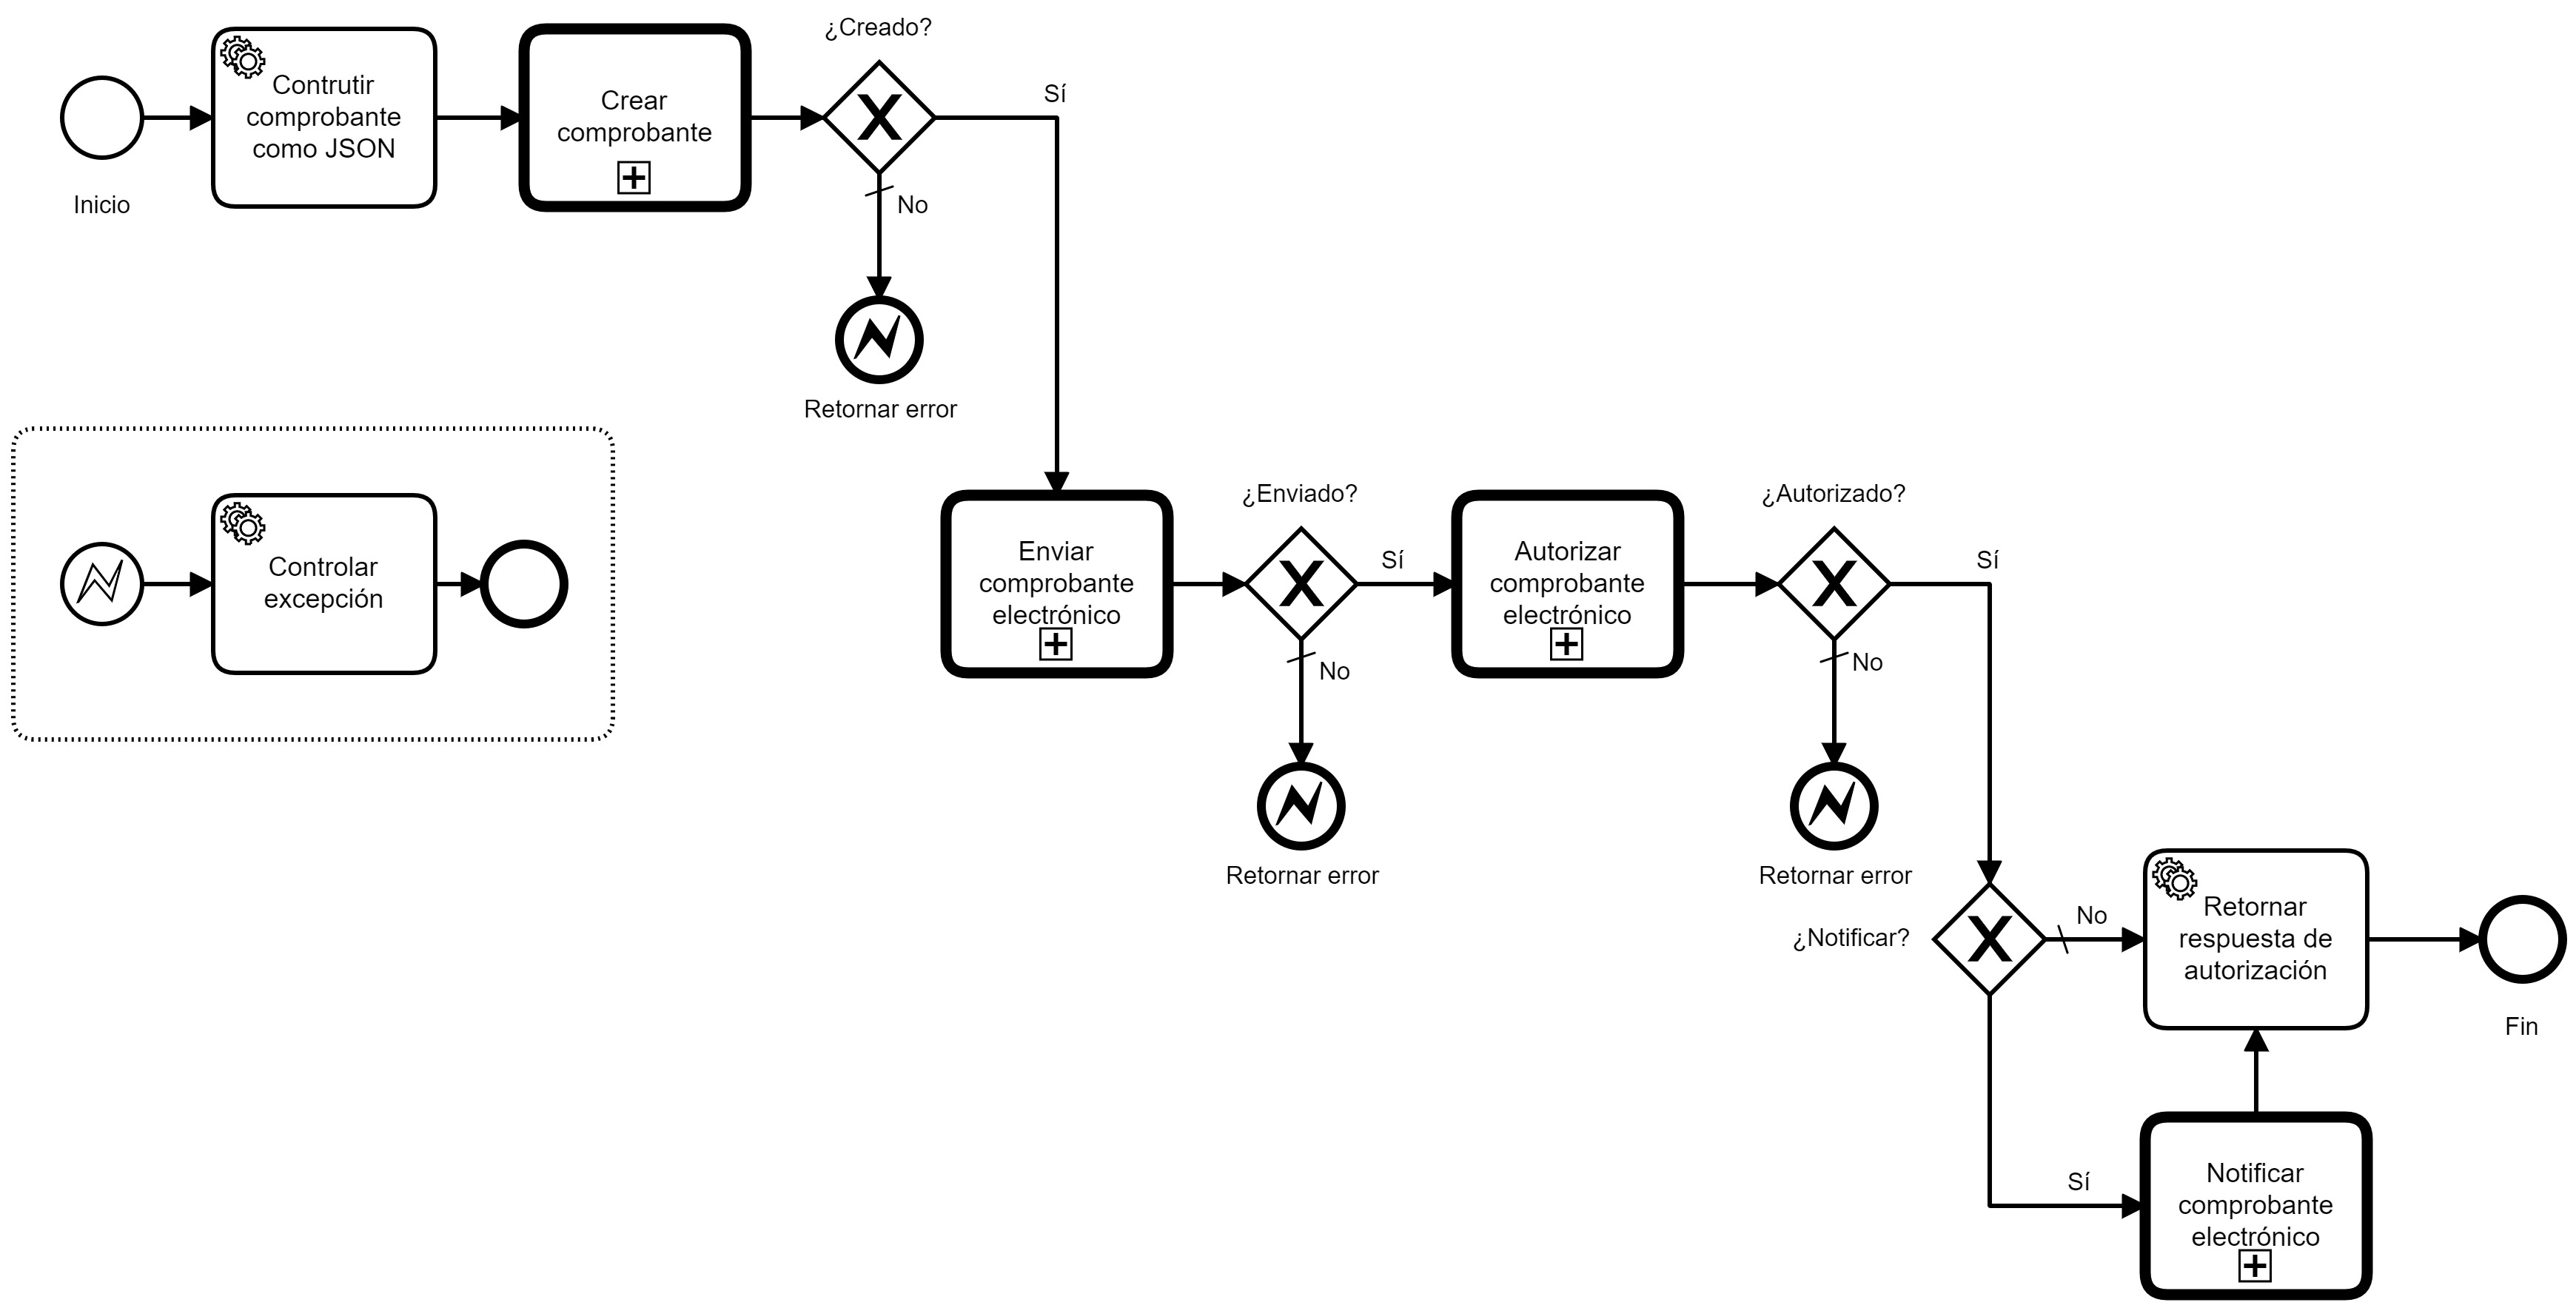 ¿Creado?
Contrutir
comprobante
como JSON
Crear
comprobante
Sí
Inicio
No
Retornar error
Controlar
excepción
¿Enviado?
¿Autorizado?
Enviar
comprobante
electrónico
Sí
Autorizar
comprobante
electrónico
Sí
No
No
Retornar error
Retornar error
¿Notificar?
No
Retornar
respuesta de
autorización
Fin
Sí
Notificar
comprobante
electrónico